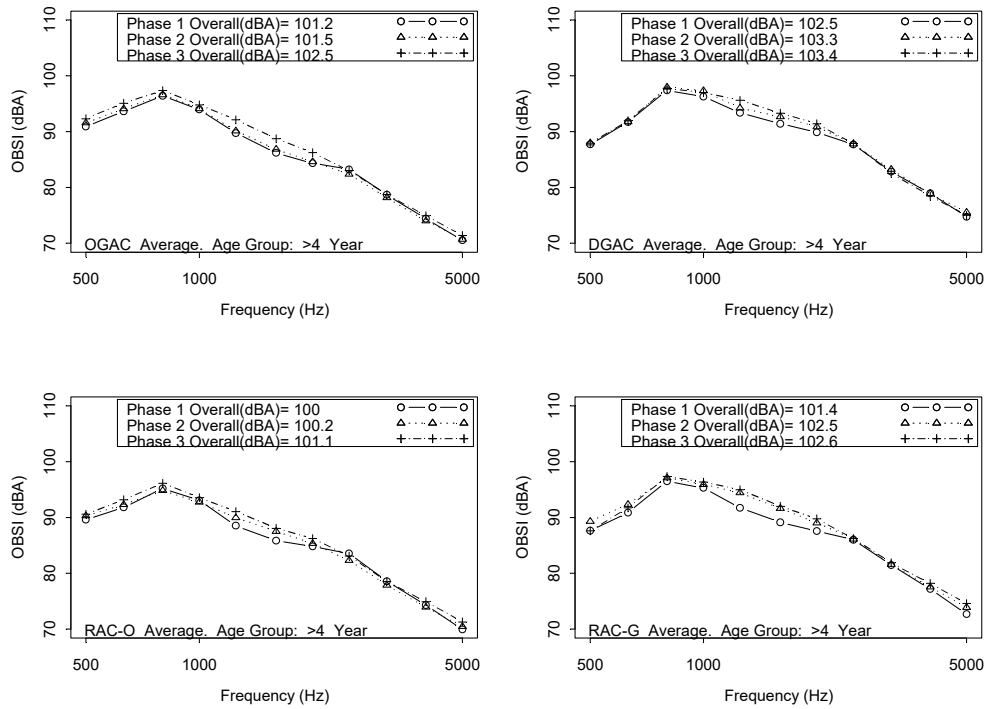 110
100
90
80
70
OBSI (dBA)
Phase 1 Overall(dBA)= 101.2
Phase 2 Overall(dBA)= 101.5
Phase 3 Overall(dBA)= 102.5
OGAC Average. Age Group: >4 Year
500 1000 5000
Frequency (Hz)
110
100
90
80
70
OBSI (dBA)
Phase 1 Overall(dBA)= 102.5
Phase 2 Overall(dBA)= 103.3
Phase 3 Overall(dBA)= 103.4
DGAC Average. Age Group: >4 Year
500 1000 5000
Frequency (Hz)
110
100
90
80
70
OBSI (dBA)
Phase 1 Overall(dBA)= 100
Phase 2 Overall(dBA)= 100.2
Phase 3 Overall(dBA)= 101.1
RAC-O Average. Age Group: >4 Year
500 1000 5000
Frequency (Hz)
110
100
90
80
70
OBSI (dBA)
Phase 1 Overall(dBA)= 101.4
Phase 2 Overall(dBA)= 102.5
Phase 3 Overall(dBA)= 102.6
RAC-G Average. Age Group: >4 Year
500 1000 5000
Frequency (Hz)